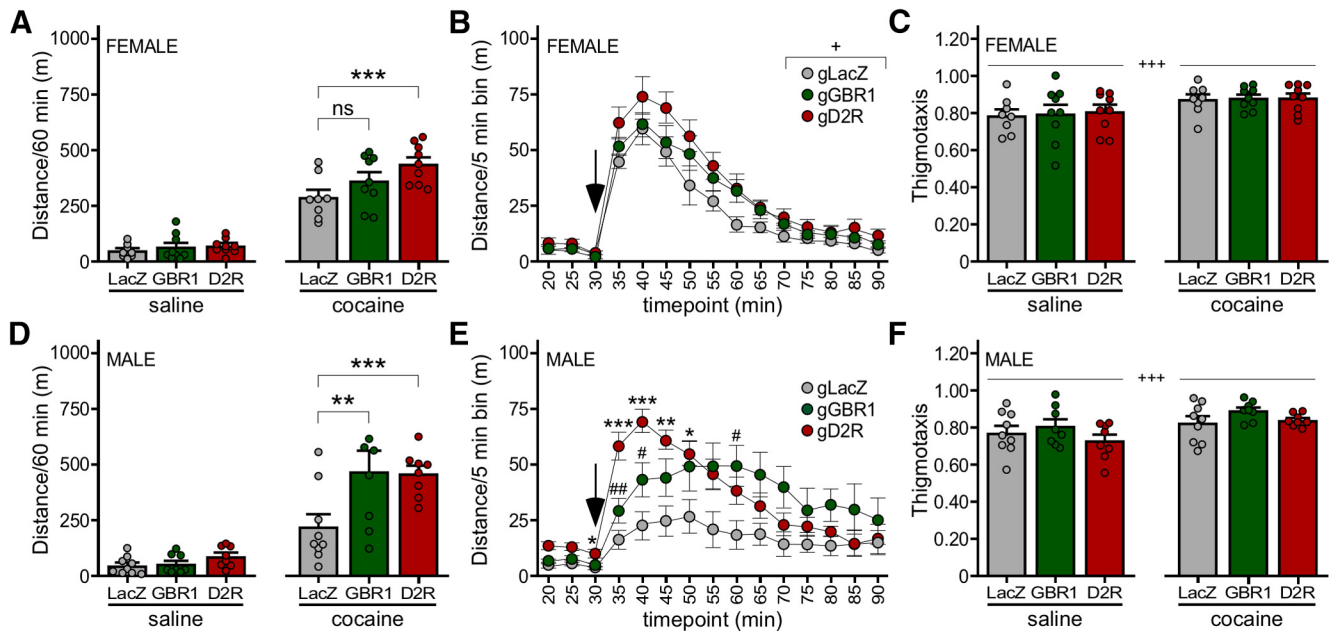 A
FEMALE
Distance/60 min (m)
1000
750
500
250
0
ns
***
LacZ GBR1 D2R
saline
LacZ GBR1 D2R
cocaine
B
FEMALE
Distance/5 min bin (m)
100
75
50
25
0
+
gLacZ
gGBR1
gD2R
20 25 30 35 40 45 50 55 60 65 70 75 80 85 90
timepoint (min)
C
FEMALE
Thigmotaxis
1.20
1.00
0.80
0.60
0.40
0.20
0
+++
LacZ GBR1 D2R
saline
LacZ GBR1 D2R
cocaine
D
MALE
Distance/60 min (m)
1000
750
500
250
0
**
***
LacZ GBR1 D2R
saline
LacZ GBR1 D2R
cocaine
E
MALE
Distance/5 min bin (m)
100
75
50
25
0
gLacZ
gGBR1
gD2R
* *** *** ** *
## # #
20 25 30 35 40 45 50 55 60 65 70 75 80 85 90
timepoint (min)
F
MALE
Thigmotaxis
1.20
1.00
0.80
0.60
0.40
0.20
0
+++
LacZ GBR1 D2R
saline
LacZ GBR1 D2R
cocaine